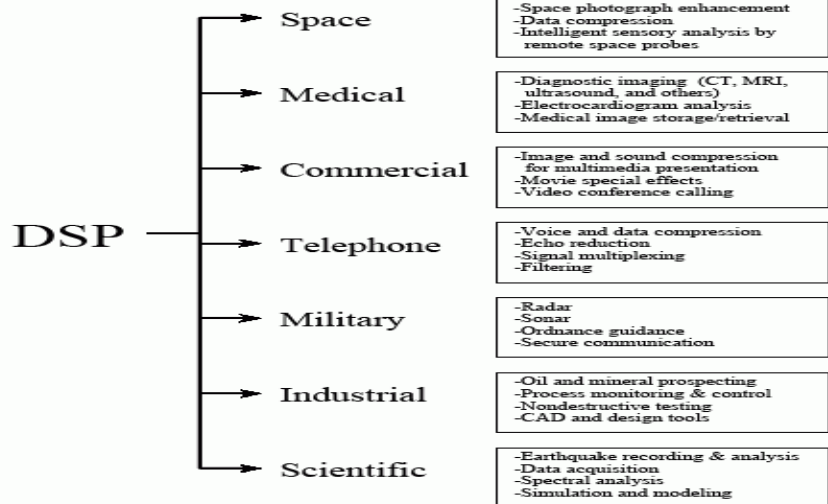 DSP
Space
-Space photograph enhancement
-Data compression
-Intelligent sensory analysis by
remote space probes
Medical
-Diagnostic imaging (CT, MRI,
ultrasound, and others)
-Electrocardiogram analysis
-Medical image storage/retrieval
Commercial
-Image and sound compression
for multimedia presentation
-Movie special effects
-Video conference calling
Telephone
-Voice and data compression
-Echo reduction
-Signal multiplexing
-Filtering
Military
-Radar
-Sonar
-Ordnance guidance
-Secure communication
Industrial
-Oil and mineral prospecting
-Process monitoring & control
-Nondestructive testing
-CAD and design tools
Scientific
-Earthquake recording & analysis
-Data acquisition
-Spectral analysis
-Simulation and modeling